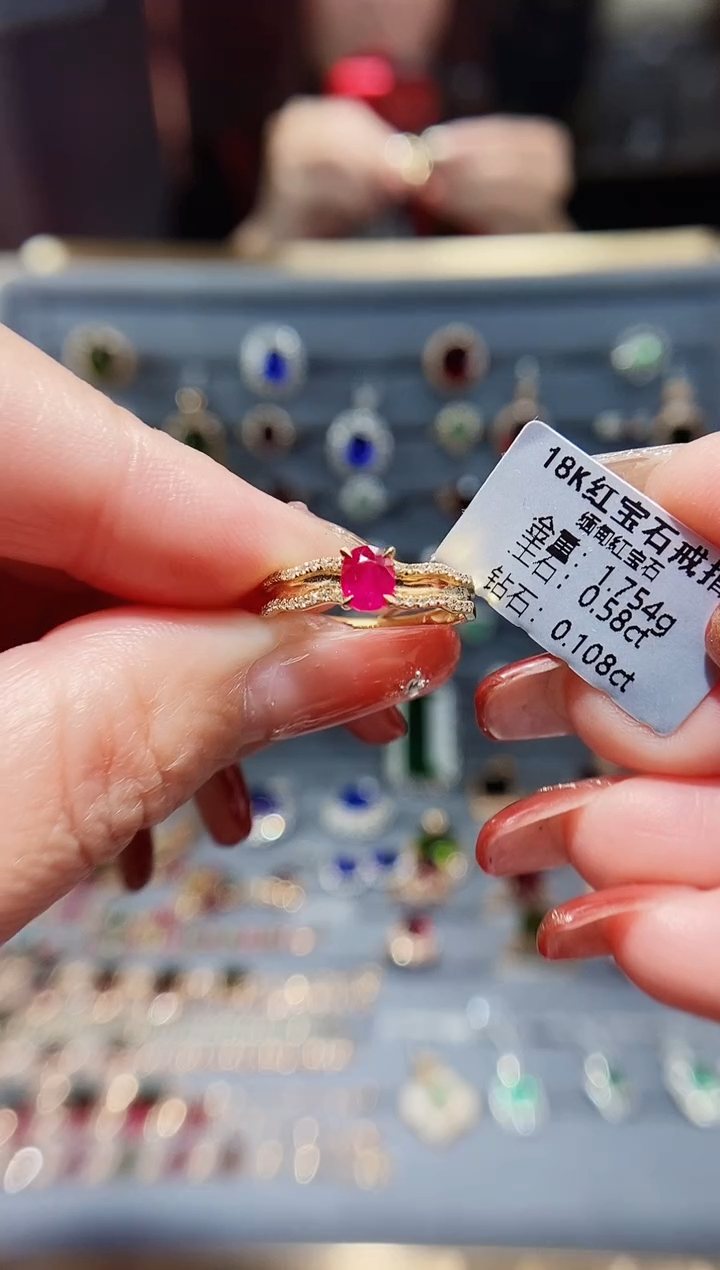 18K红宝石戒指
缅甸红宝石
金重: 1.754g
主石: 0.58ct
钻石: 0.108ct